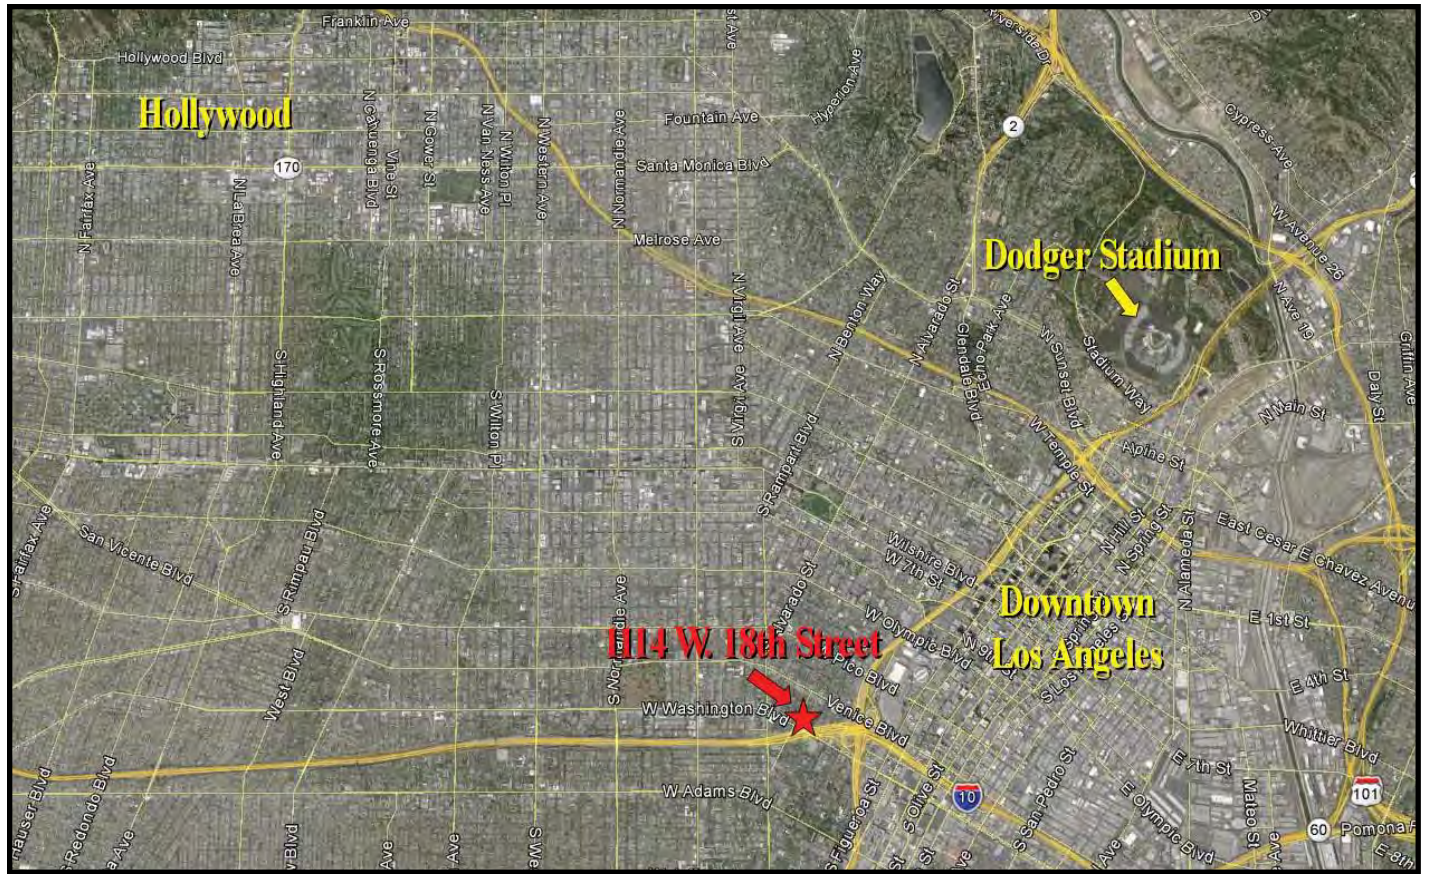 Franklin Ave
Hollywood Blvd
Hollywood
170
N Fairfax Ave
N La Brea Ave
N Cahuenga Blvd
Vine St
N Gower St
N Van Ness Ave
N Wilton Pl
N Western Ave
N Normandie Ave
Fountain Ave
Santa Monica Blvd
Melrose Ave
Hyperion Ave
2
Cypress Ave
W Avenue 26
N Ave 19
Dodger Stadium
N Virgil Ave
N Benton Way
N Alvarado St
Glendale Blvd
Echo Park Ave
N Sunset Blvd
Stadium Way
Griffin Ave
Daly St
N Main St
S Highland Ave
S Rossmore Ave
S Wilton Pl
S Virgil Ave
S Rampart Blvd
W Temple St
Alpine St
N Hill St
N Spring St
N Alameda St
East Cesar E Chavez Avenu
S Fairfax Ave
San Vicente Blvd
S Rimpau Blvd
Wilshire Blvd
W 7th St
Downtown
Los Angeles
E 1st St
1114 W. 18th Street
W Olympic Blvd
N 9th St
Pico Blvd
E 4th St
West Blvd
W Washington Blvd
Venice Blvd
Whittier Blvd
E 7th St
W Adams Blvd
10
101
60
Hauser Blvd
S Redondo Blvd
S Figueroa St
S Olive St
S San Pedro St
E Olympic Blvd
Mateo St
E 8th